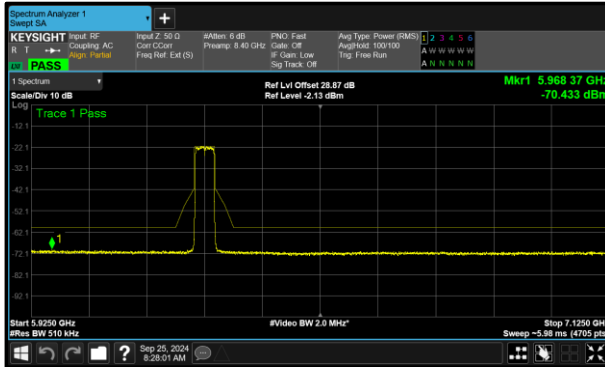 Spectrum Analyzer 1
Swept SA
KEYSIGHT
R T
PASS
Input: RF
Coupling: AC
Align: Partial
Input Z: 50 Ω
Corr CCorr
Freq Ref: Ext (S)
#Atten: 6 dB
Preamp: 8.40 GHz
PNO: Fast
Gate: Off
IF Gain: Low
Sig Track: Off
Avg Type: Power (RMS)
Avg|Hold: 100/100
Trig: Free Run
1 2 3 4 5 6
A W W W W W
A N N N N N
1 Spectrum
Scale/Div 10 dB
Ref Lvl Offset 28.87 dB
Ref Level -2.13 dBm
Mkr1 5.968 37 GHz
-70.433 dBm
Log
Trace 1 Pass
-12.1
-22.1
-32.1
-42.1
-52.1
-62.1
-72.1
-82.1
-92.1
1
Start 5.9250 GHz
#Res BW 510 kHz
#Video BW 2.0 MHz*
Stop 7.1250 GHz
Sweep ~5.98 ms (4705 pts)
?
Sep 25, 2024
8:28:01 AM